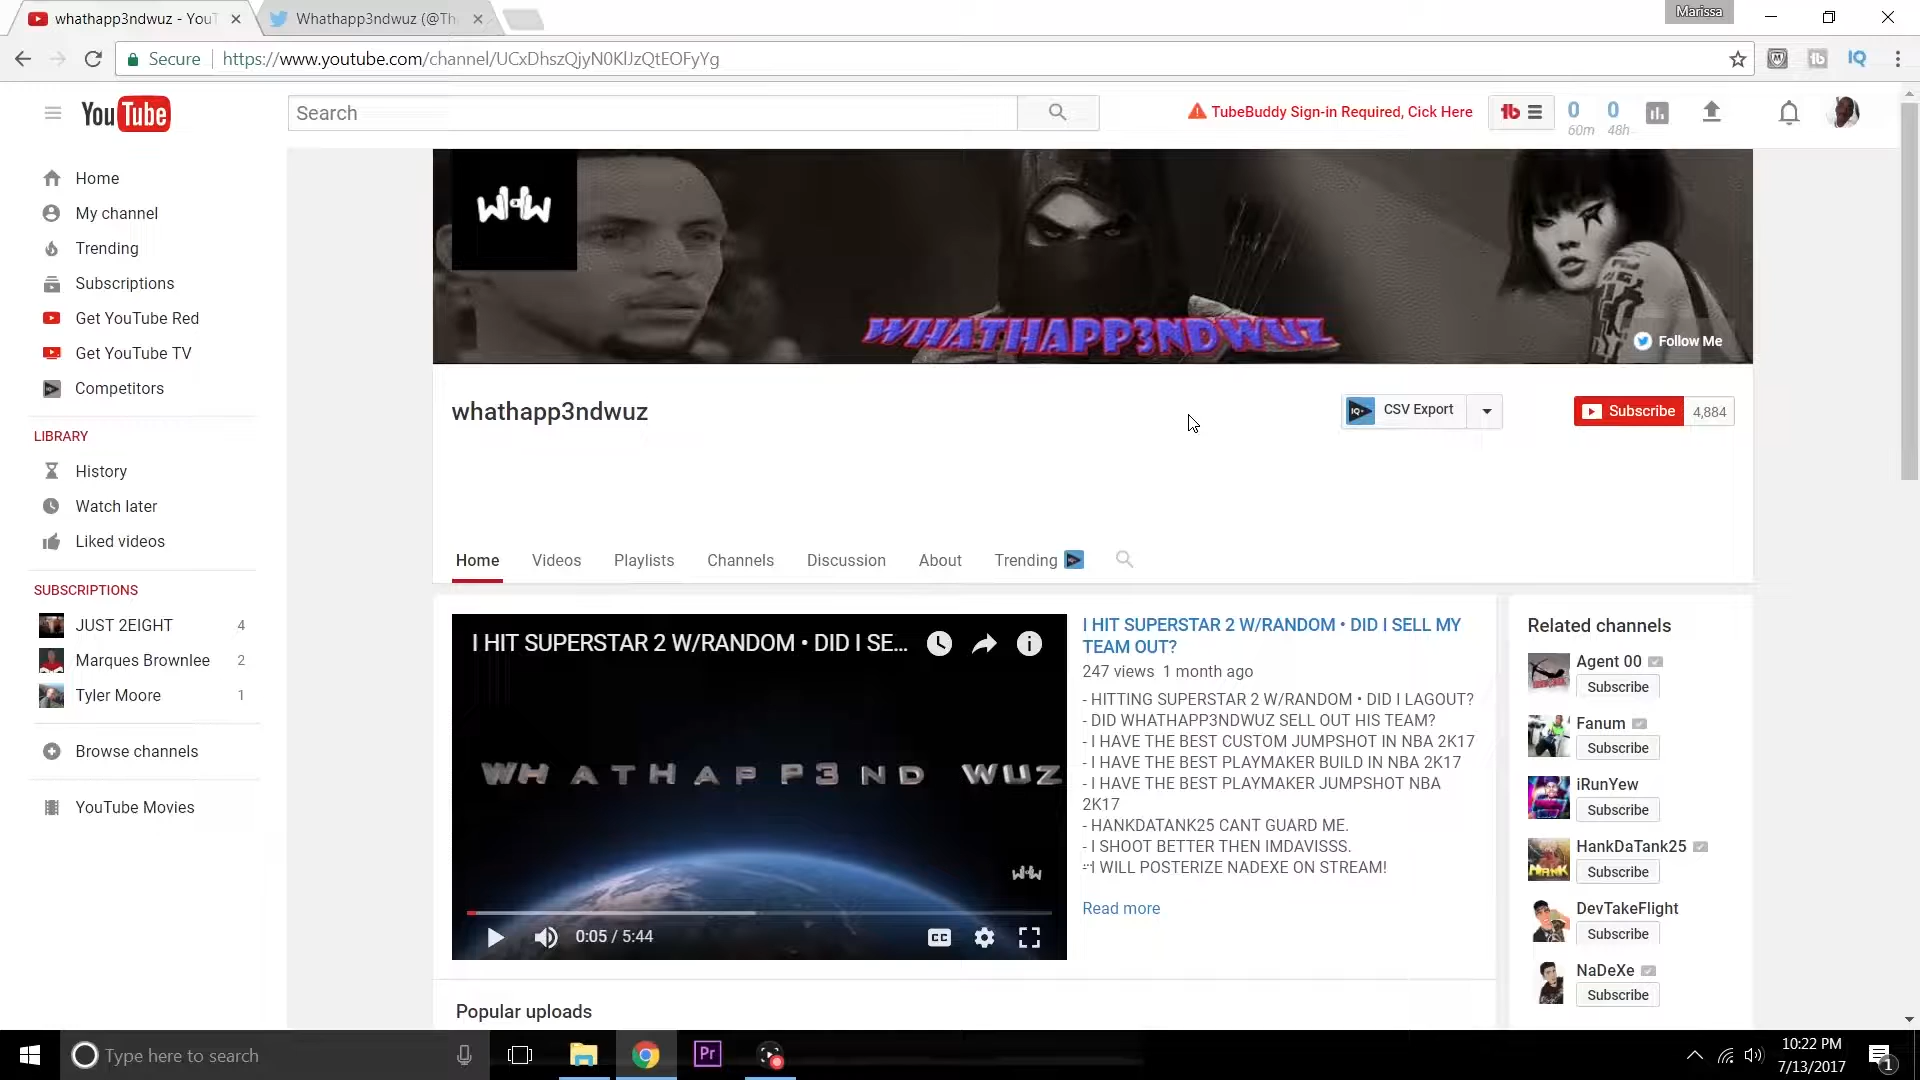 whathapp3ndwuz - YouT
Whathapp3ndwuz (@Th
Marissa
Secure
https://www.youtube.com/channel/UCxDhszQjyN0KlJzQtEOFyYg
IQ
YouTube
Search
TubeBuddy Sign-in Required, Cick Here
0
60m
0
48h
Home
My channel
Trending
Subscriptions
Get YouTube Red
Get YouTube TV
Competitors
LIBRARY
History
Watch later
Liked videos
SUBSCRIPTIONS
JUST 2EIGHT 4
Marques Brownlee 2
Tyler Moore 1
Browse channels
YouTube Movies
WHATHAPP3NDWUZ
Follow Me
whathapp3ndwuz
CSV Export
Subscribe 4,884
Home Videos Playlists Channels Discussion About Trending
I HIT SUPERSTAR 2 W/RANDOM • DID I SE...
WHATHAPP3ND WUZ
0:05 / 5:44
CC
I HIT SUPERSTAR 2 W/RANDOM • DID I SELL MY
TEAM OUT?
247 views 1 month ago
- HITTING SUPERSTAR 2 W/RANDOM • DID I LAGOUT?
- DID WHATHAPP3NDWUZ SELL OUT HIS TEAM?
- I HAVE THE BEST CUSTOM JUMPSHOT IN NBA 2K17
- I HAVE THE BEST PLAYMAKER BUILD IN NBA 2K17
- I HAVE THE BEST PLAYMAKER JUMPSHOT NBA
2K17
- HANKDATANK25 CANT GUARD ME.
- I SHOOT BETTER THEN IMDAVISSS.
- I WILL POSTERIZE NADEXE ON STREAM!
Read more
Related channels
Agent 00
Subscribe
Fanum
Subscribe
iRunYew
Subscribe
HankDaTank25
Subscribe
DevTakeFlight
Subscribe
NaDeXe
Subscribe
Popular uploads
Type here to search
Pr
10:22 PM
7/13/2017
1